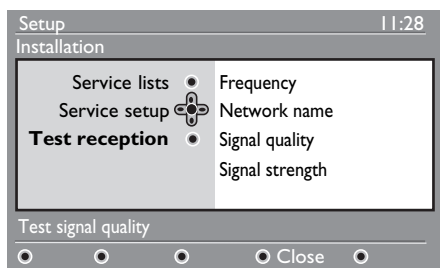 Setup 11:28
Installation
Service lists Frequency
Service setup Network name
Test reception Signal quality
Signal strength
Test signal quality
Close